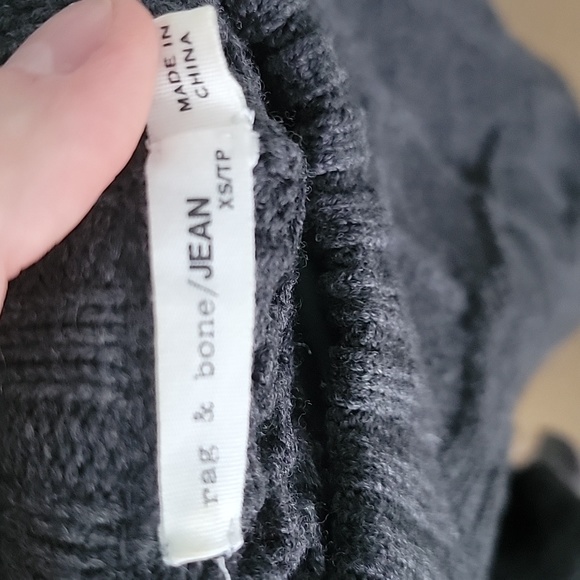 rag & bone/JEAN
XS/TP
MADE IN
CHINA